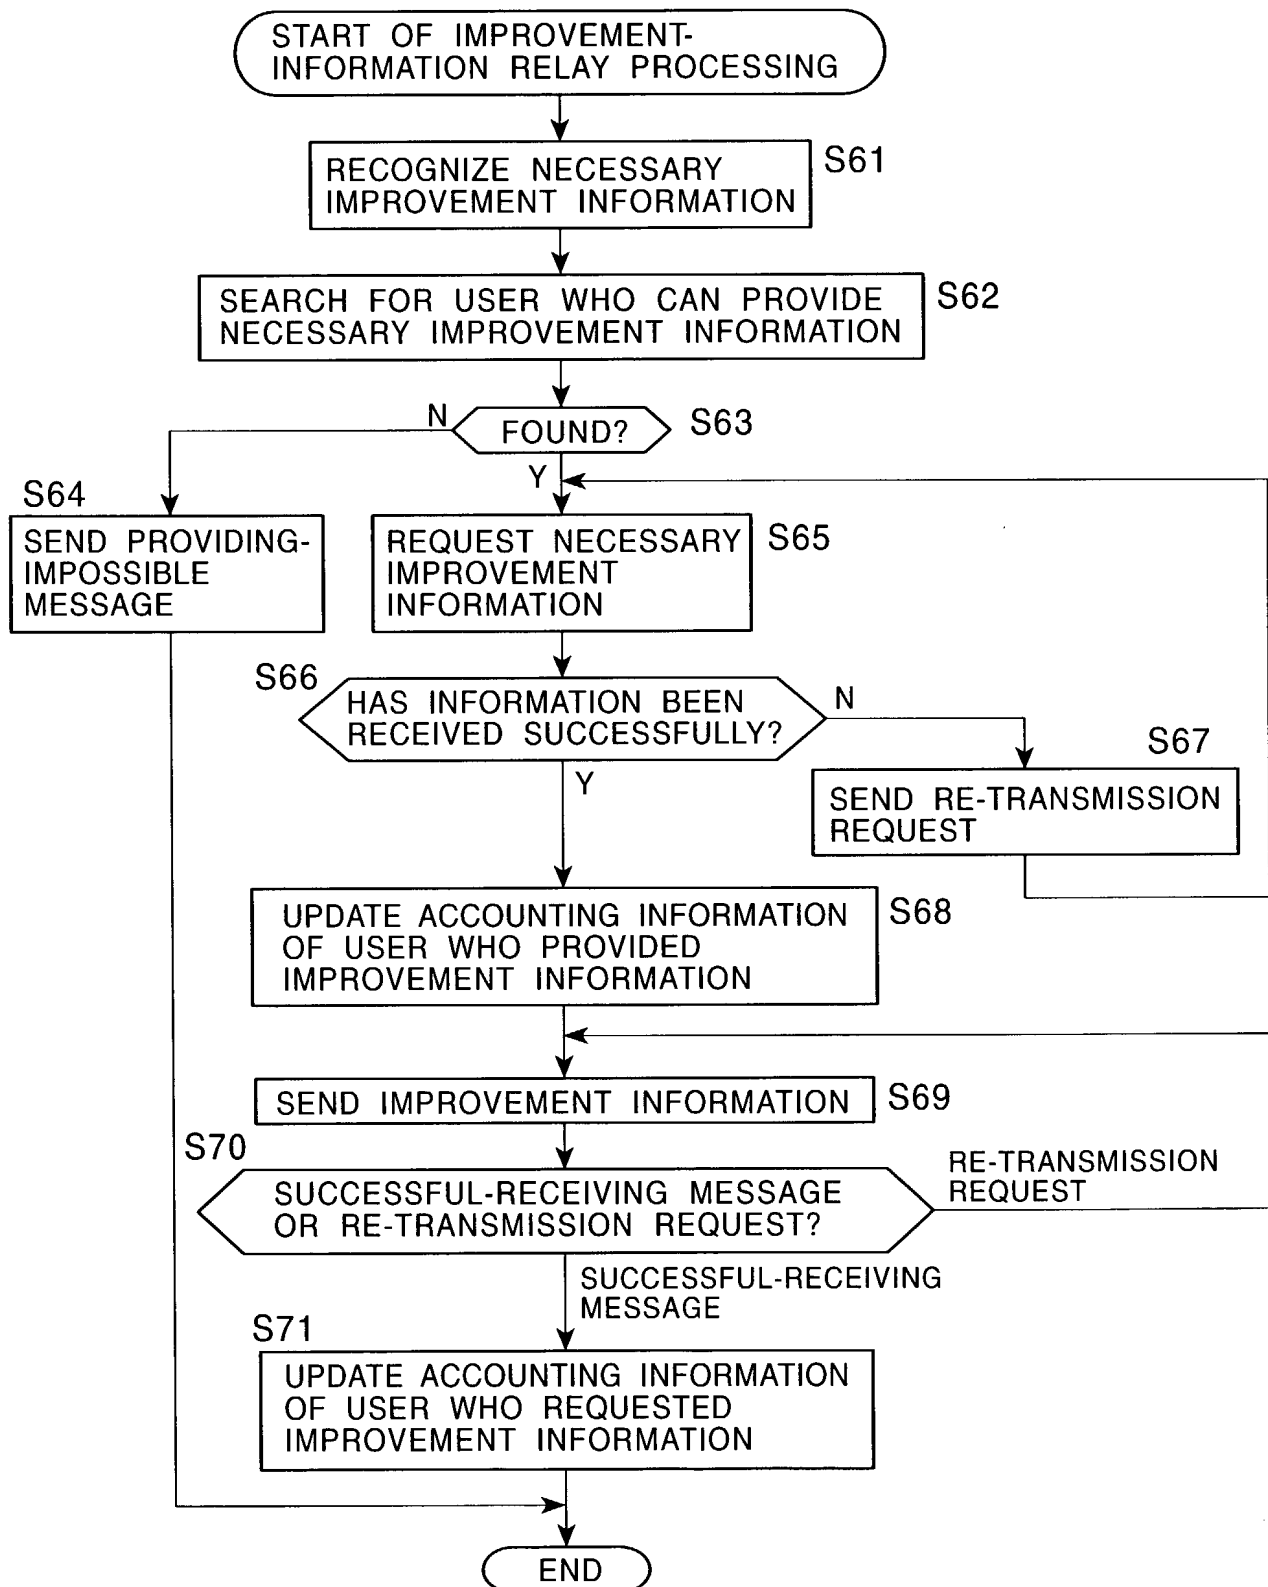 START OF IMPROVEMENT-
INFORMATION RELAY PROCESSING
S61
RECOGNIZE NECESSARY
IMPROVEMENT INFORMATION
S62
SEARCH FOR USER WHO CAN PROVIDE
NECESSARY IMPROVEMENT INFORMATION
N
S63
FOUND?
Y
S64
SEND PROVIDING-
IMPOSSIBLE
MESSAGE
S65
REQUEST NECESSARY
IMPROVEMENT
INFORMATION
S66
HAS INFORMATION BEEN
RECEIVED SUCCESSFULLY?
N
Y
S67
SEND RE-TRANSMISSION
REQUEST
S68
UPDATE ACCOUNTING INFORMATION
OF USER WHO PROVIDED
IMPROVEMENT INFORMATION
SEND IMPROVEMENT INFORMATION
S69
S70
SUCCESSFUL-RECEIVING MESSAGE
OR RE-TRANSMISSION REQUEST?
RE-TRANSMISSION
REQUEST
SUCCESSFUL-RECEIVING
MESSAGE
S71
UPDATE ACCOUNTING INFORMATION
OF USER WHO REQUESTED
IMPROVEMENT INFORMATION
END